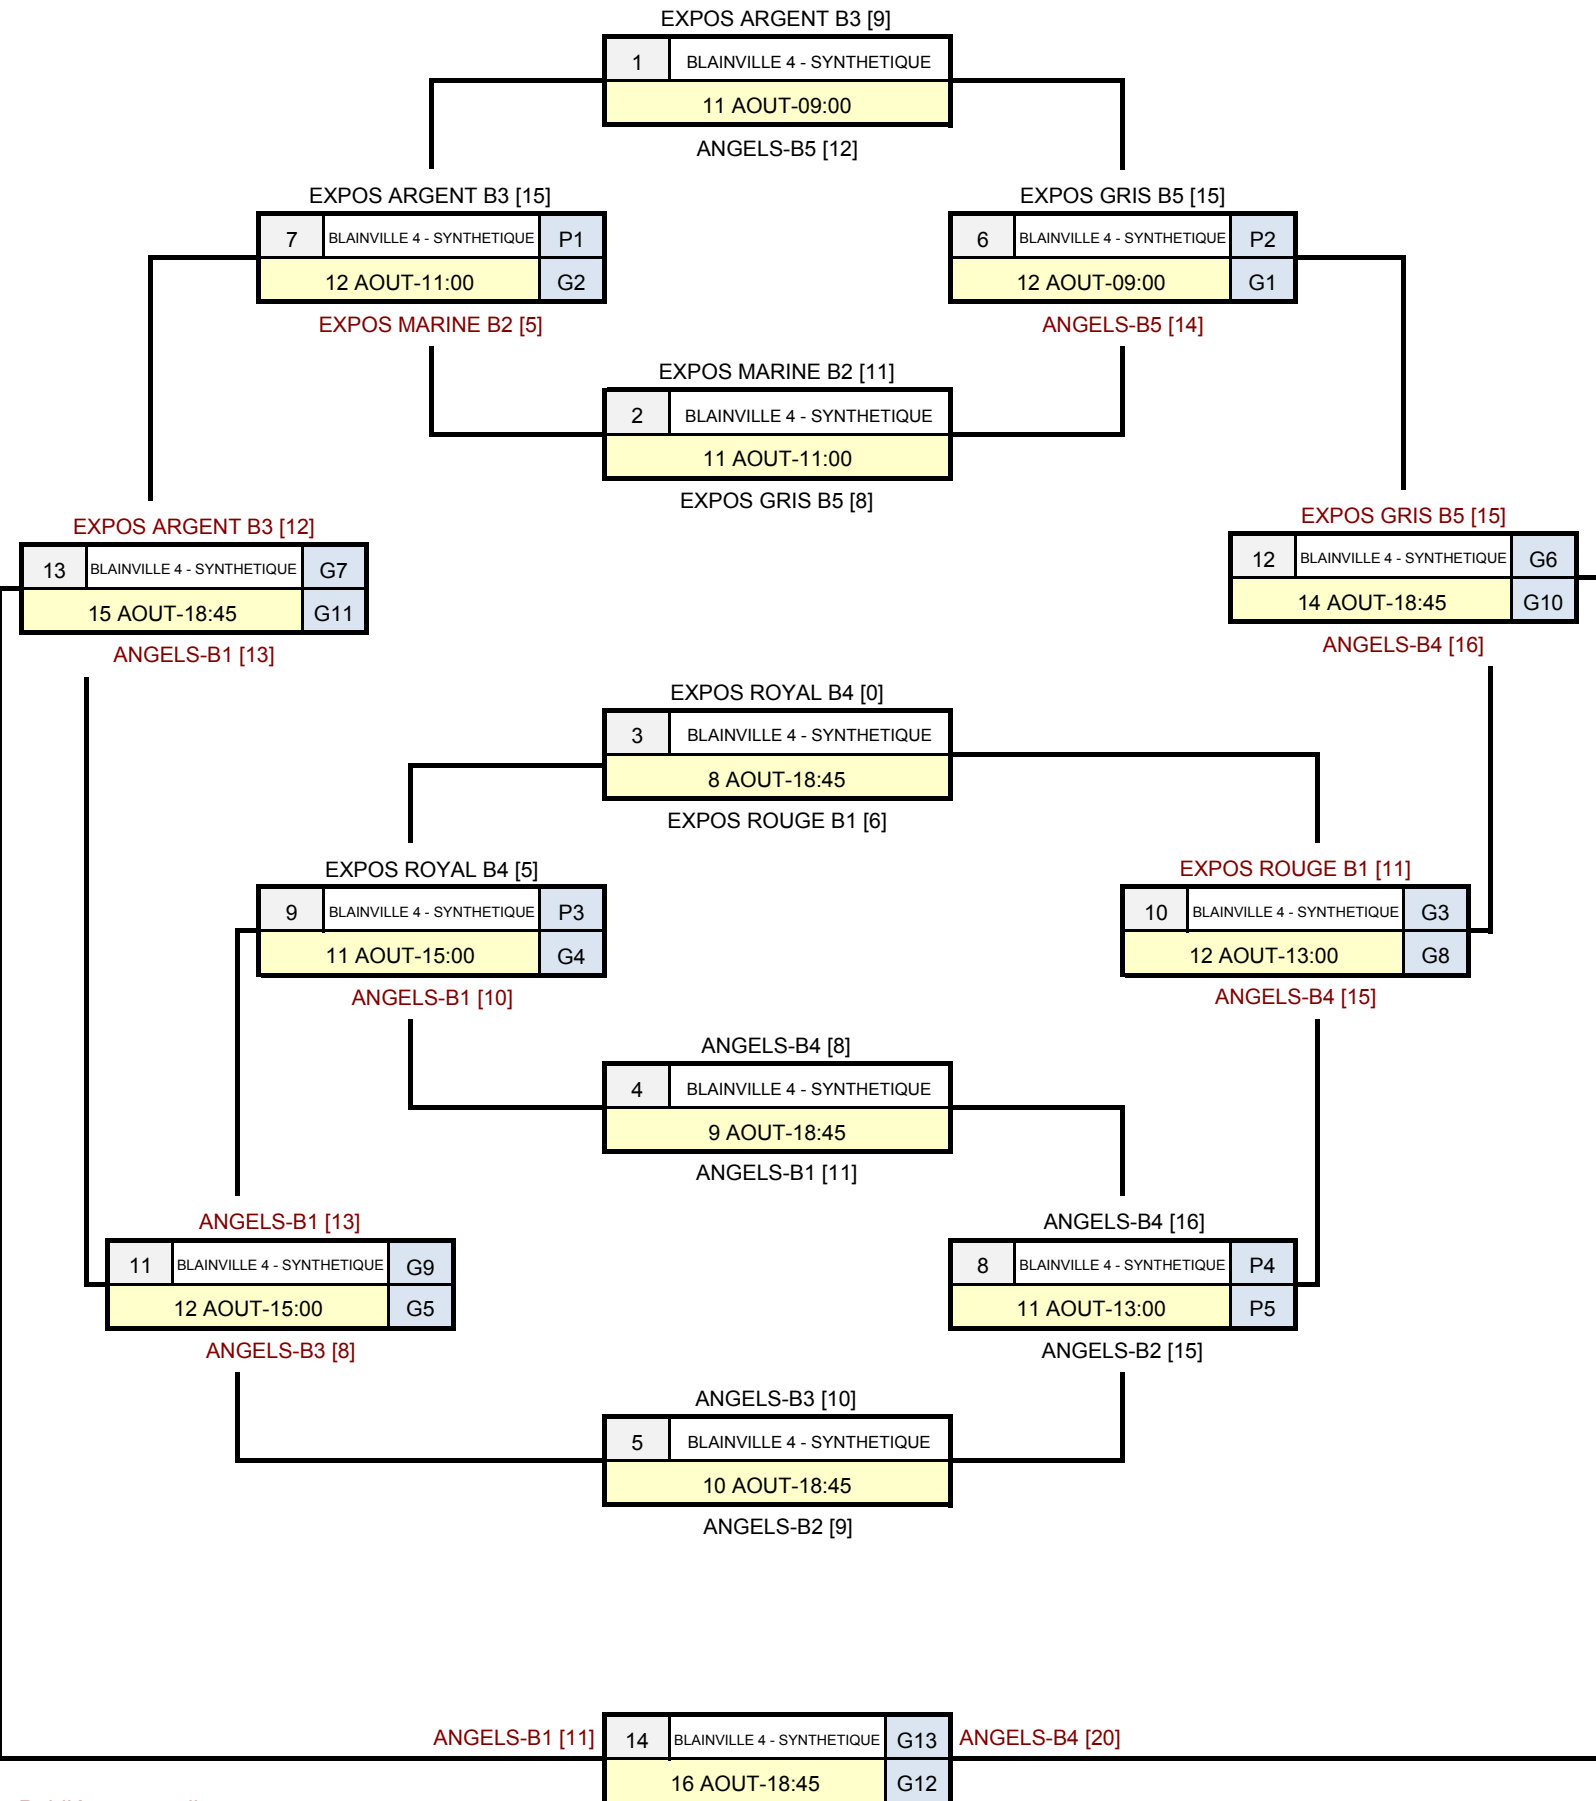 EXPOS ARGENT B3 [9]
1 BLAINVILLE 4 - SYNTHETIQUE
11 AOUT-09:00
ANGELS-B5 [12]
EXPOS ARGENT B3 [15]
7 BLAINVILLE 4 - SYNTHETIQUE P1
12 AOUT-11:00 G2
EXPOS MARINE B2 [5]
EXPOS GRIS B5 [15]
6 BLAINVILLE 4 - SYNTHETIQUE P2
12 AOUT-09:00 G1
ANGELS-B5 [14]
EXPOS MARINE B2 [11]
2 BLAINVILLE 4 - SYNTHETIQUE
11 AOUT-11:00
EXPOS GRIS B5 [8]
EXPOS ARGENT B3 [12]
13 BLAINVILLE 4 - SYNTHETIQUE G7
15 AOUT-18:45 G11
ANGELS-B1 [13]
EXPOS GRIS B5 [15]
12 BLAINVILLE 4 - SYNTHETIQUE G6
14 AOUT-18:45 G10
ANGELS-B4 [16]
EXPOS ROYAL B4 [0]
3 BLAINVILLE 4 - SYNTHETIQUE
8 AOUT-18:45
EXPOS ROUGE B1 [6]
EXPOS ROYAL B4 [5]
9 BLAINVILLE 4 - SYNTHETIQUE P3
11 AOUT-15:00 G4
ANGELS-B1 [10]
EXPOS ROUGE B1 [11]
10 BLAINVILLE 4 - SYNTHETIQUE G3
12 AOUT-13:00 G8
ANGELS-B4 [15]
ANGELS-B4 [8]
4 BLAINVILLE 4 - SYNTHETIQUE
9 AOUT-18:45
ANGELS-B1 [11]
ANGELS-B1 [13]
11 BLAINVILLE 4 - SYNTHETIQUE G9
12 AOUT-15:00 G5
ANGELS-B3 [8]
ANGELS-B4 [16]
8 BLAINVILLE 4 - SYNTHETIQUE P4
11 AOUT-13:00 P5
ANGELS-B2 [15]
ANGELS-B3 [10]
5 BLAINVILLE 4 - SYNTHETIQUE
10 AOUT-18:45
ANGELS-B2 [9]
ANGELS-B1 [11] 14 BLAINVILLE 4 - SYNTHETIQUE G13 ANGELS-B4 [20]
16 AOUT-18:45 G12